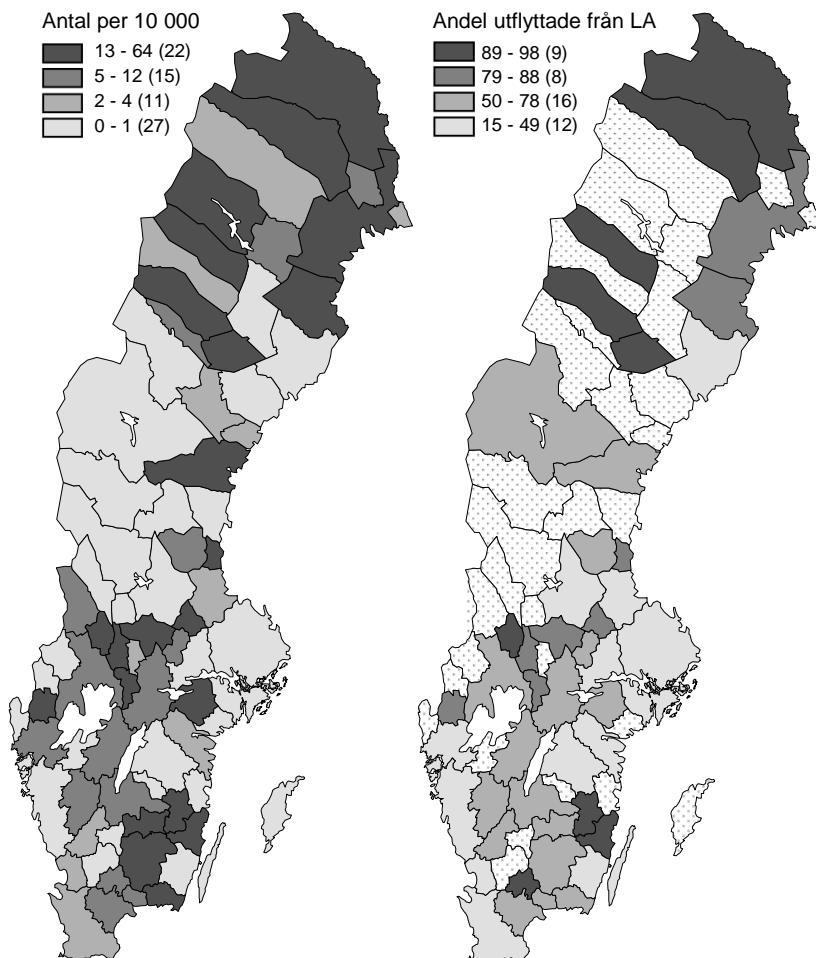 Antal per 10 000
13 - 64 (22)
5 - 12 (15)
2 - 4 (11)
0 - 1 (27)
Andel utflyttade från LA
89 - 98 (9)
79 - 88 (8)
50 - 78 (16)
15 - 49 (12)